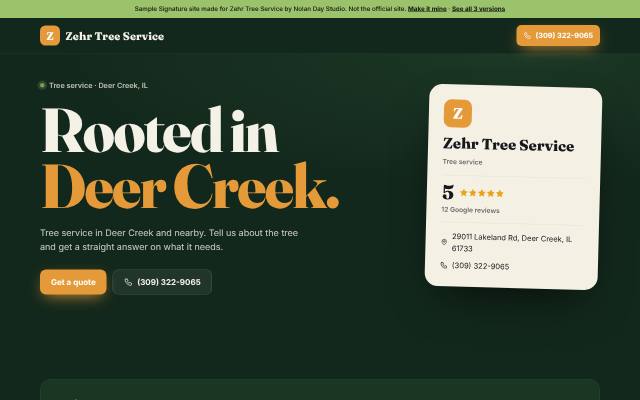 Sample Signature site made for Zehr Tree Service by Nolan Day Studio. Not the official site. Make it mine · See all 3 versions
Z Zehr Tree Service
(309) 322-9065
Tree service · Deer Creek, IL
Rooted in
Deer Creek.
Tree service in Deer Creek and nearby. Tell us about the tree
and get a straight answer on what it needs.
Get a quote
(309) 322-9065
Z
Zehr Tree Service
Tree service
5 ★★★★★
12 Google reviews
29011 Lakeland Rd, Deer Creek, IL
61733
(309) 322-9065